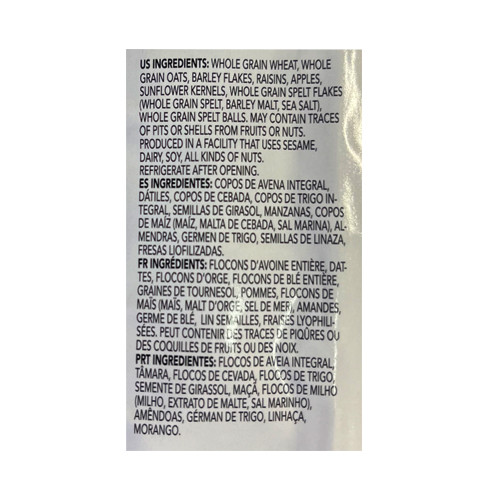 US INGREDIENTS: WHOLE GRAIN WHEAT, WHOLE
GRAIN OATS, BARLEY FLAKES, RAISINS, APPLES,
SUNFLOWER KERNELS, WHOLE GRAIN SPELT FLAKES
(WHOLE GRAIN SPELT, BARLEY MALT, SEA SALT),
WHOLE GRAIN SPELT BALLS. MAY CONTAIN TRACES
OF PITS OR SHELLS FROM FRUITS OR NUTS.
PRODUCED IN A FACILITY THAT USES SESAME,
DAIRY, SOY, ALL KINDS OF NUTS.
REFRIGERATE AFTER OPENING.
ES INGREDIENTES: COPOS DE AVENA INTEGRAL,
DÁTILES, COPOS DE CEBADA, COPOS DE TRIGO IN-
TEGRAL, SEMILLAS DE GIRASOL, MANZANAS, COPOS
DE MAÍZ (MAÍZ, MALTA DE CEBADA, SAL MARINA), AL-
MENDRAS, GERMEN DE TRIGO, SEMILLAS DE LINAZA,
FRESAS LIOFILIZADAS.
FR INGRÉDIENTS: FLOCONS D'AVOINE ENTIÈRE, DAT-
TES, FLOCONS D'ORGE, FLOCONS DE BLÉ ENTIÈRE,
GRAINES DE TOURNESOL, POMMES, FLOCONS DE
MAÏS (MAÏS, MALT D'ORGE, SEL DE MER), AMANDES,
GERME DE BLÉ, LIN SEMAILLES, FRAISES LYOPHILI-
SÉES. PEUT CONTENIR DES TRACES DE PIQÛRES OU
DES COQUILLES DE FRUITS OU DES NOIX.
PRT INGREDIENTES: FLOCOS DE AVEIA INTEGRAL,
TÂMARA, FLOCOS DE CEVADA, FLOCOS DE TRIGO,
SEMENTE DE GIRASSOL, MAÇÃ, FLOCOS DE MILHO
(MILHO, EXTRATO DE MALTE, SAL MARINHO),
AMÊNDOAS, GÉRMAN DE TRIGO, LINHAÇA,
MORANGO.